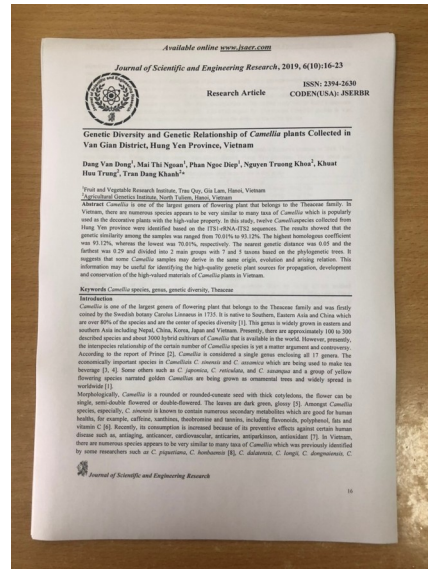 Available online www.jsaer.com
Journal of Scientific and Engineering Research, 2019, 6(10):16-23
Research Article
ISSN: 2394-2630
CODEN(USA): JSERBR
Genetic Diversity and Genetic Relationship of Camellia plants Collected in
Van Gian District, Hung Yen Province, Vietnam
Dang Van Dong1, Mai Thi Ngoan1, Phan Ngoc Diep1, Nguyen Truong Khoa2, Khuat
Huu Trung2, Tran Dang Khanh2*
1Fruit and Vegetable Research Institute, Trau Quy, Gia Lam, Hanoi, Vietnam
2Agricultural Genetics Institute, North Tuliem, Hanoi, Vietnam
Abstract Camellia is one of the largest genera of flowering plant that belongs to the Theaceae family. In
Vietnam, there are numerous species appears to be very similar to many taxa of Camellia which is popularly
used as the decorative plants with the high-value property. In this study, twelve Camelliaspecies collected from
Hung Yen province were identified based on the ITS1-rRNA-ITS2 sequences. The results showed that the
genetic similarity among the samples was ranged from 70.01% to 93.12%. The highest homologous coefficient
was 93.12%, whereas the lowest was 70.01%, respectively. The nearest genetic distance was 0.05 and the
farthest was 0.29 and divided into 2 main groups with 7 and 5 taxons based on the phylogenetic trees. It
suggests that some Camellia samples may derive in the same origin, evolution and arising relation. This
information may be useful for identifying the high-quality genetic plant sources for propagation, development
and conservation of the high-valued materials of Camellia plants in Vietnam.
Keywords Camellia species, genus, genetic diversity, Theaceae
Introduction
Camellia is one of the largest genera of flowering plant that belongs to the Theaceae family and was firstly
coined by the Swedish botany Carolus Linnaeus in 1735. It is native to Southern, Eastern Asia and China which
are over 80% of the species and are the center of species diversity [1]. This genus is widely grown in eastern and
southern Asia including Nepal, China, Korea, Japan and Vietnam. Presently, there are approximately 100 to 300
described species and about 3000 hybrid cultivars of Camellia that is available in the world. However, presently,
the interspecies relationship of the certain number of Camellia species is yet a matter argument and controversy.
According to the report of Prince [2], Camellia is considered a single genus enclosing all 17 genera. The
economically important species in Camelliais C. sinensis and C. assamica which are being used to make tea
beverage [3, 4]. Some others such as C. japonica, C. reticulata, and C. sasanqua and a group of yellow
flowering species narrated golden Camellias are being grown as ornamental trees and widely spread in
worldwide [1].
Morphologically, Camellia is a rounded or rounded-cuneate seed with thick cotyledons, the flower can be
single, semi-double flowered or double-flowered. The leaves are dark green, glossy [5]. Amongst Camellia
species, especially, C. sinensis is known to contain numerous secondary metabolites which are good for human
healths, for example, caffeine, xanthins, theobromine and tannins, including flavonoids, polyphenol, fats and
vitamin C [6]. Recently, its consumption is increased because of its preventive effects against certain human
disease such as, antiaging, anticancer, cardiovascular, anticaries, antiparkinson, antioxidant [7]. In Vietnam,
there are numerous species appears to be very similar to many taxa of Camellia which was previously identified
by some researchers such as C. piquetiana, C. honbaensis [8], C. dalatensis, C. longii, C. dongnaiensis, C.
Journal of Scientific and Engineering Research
16